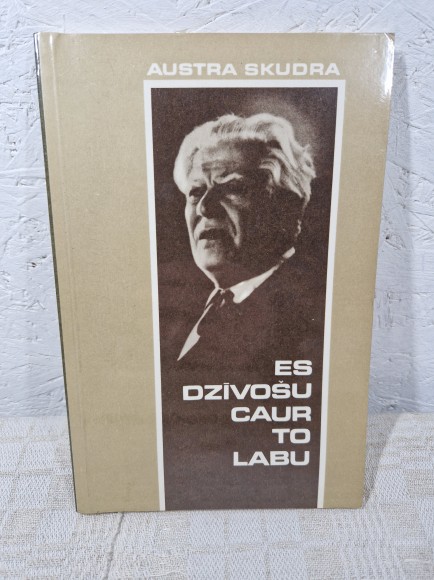 AUSTRA SKUDRA
ES
DZĪVOŠU
CAUR
TO
LABU